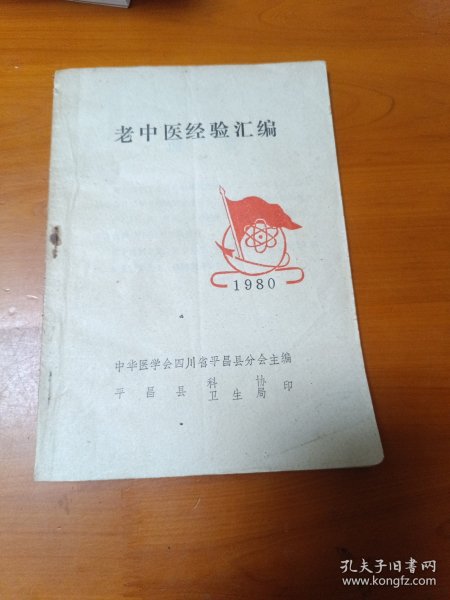 老中医经验汇编
1980
中华医学会四川省平昌县分会主编
平昌县科协印
卫生局
孔夫子旧书网
www.kongfz.com